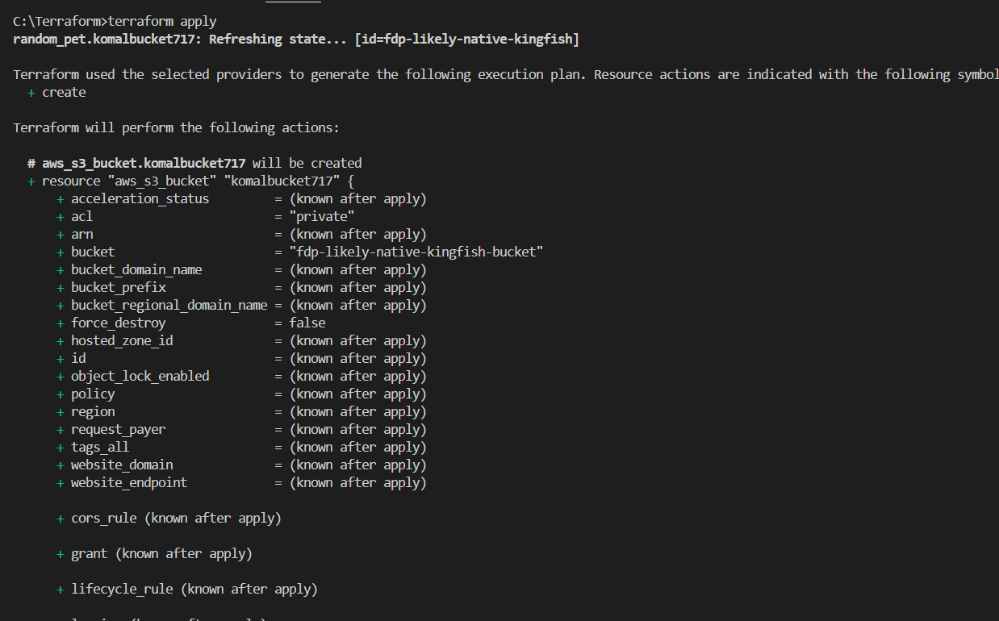 C:\Terraform>terraform apply
random_pet.komalbucket717: Refreshing state... [id=fdp-likely-native-kingfish]
Terraform used the selected providers to generate the following execution plan. Resource actions are indicated with the following symbol
+ create
Terraform will perform the following actions:
# aws_s3_bucket.komalbucket717 will be created
+ resource "aws_s3_bucket" "komalbucket717" {
+ acceleration_status = (known after apply)
+ acl = "private"
+ arn = (known after apply)
+ bucket = "fdp-likely-native-kingfish-bucket"
+ bucket_domain_name = (known after apply)
+ bucket_prefix = (known after apply)
+ bucket_regional_domain_name = (known after apply)
+ force_destroy = false
+ hosted_zone_id = (known after apply)
+ id = (known after apply)
+ object_lock_enabled = (known after apply)
+ policy = (known after apply)
+ region = (known after apply)
+ request_payer = (known after apply)
+ tags_all = (known after apply)
+ website_domain = (known after apply)
+ website_endpoint = (known after apply)
+ cors_rule (known after apply)
+ grant (known after apply)
+ lifecycle_rule (known after apply)